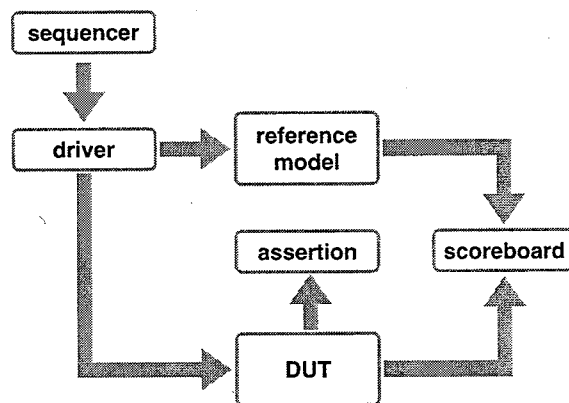 sequencer
driver
reference
model
assertion
scoreboard
DUT